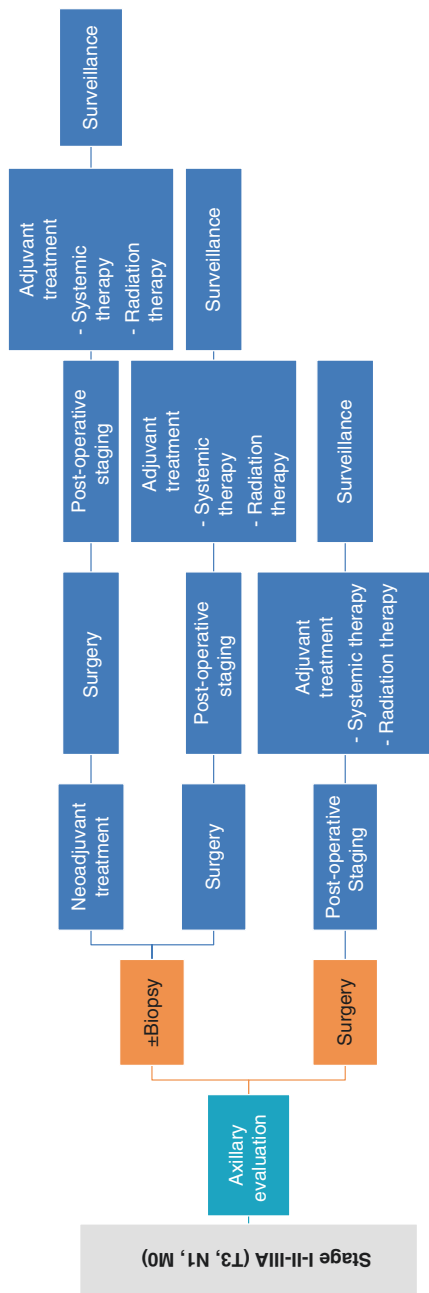 Stage I-II-IIIA (T3, N1, M0)
Axillary
evaluation
±Biopsy
Neoadjuvant
treatment
Surgery
Post-operative
staging
Adjuvant
treatment
- Systemic
therapy
- Radiation
therapy
Surveillance
Surgery
Post-operative
staging
Adjuvant
treatment
- Systemic
therapy
- Radiation
therapy
Surveillance
Surgery
Post-operative
Staging
Adjuvant
treatment
- Systemic therapy
- Radiation therapy
Surveillance